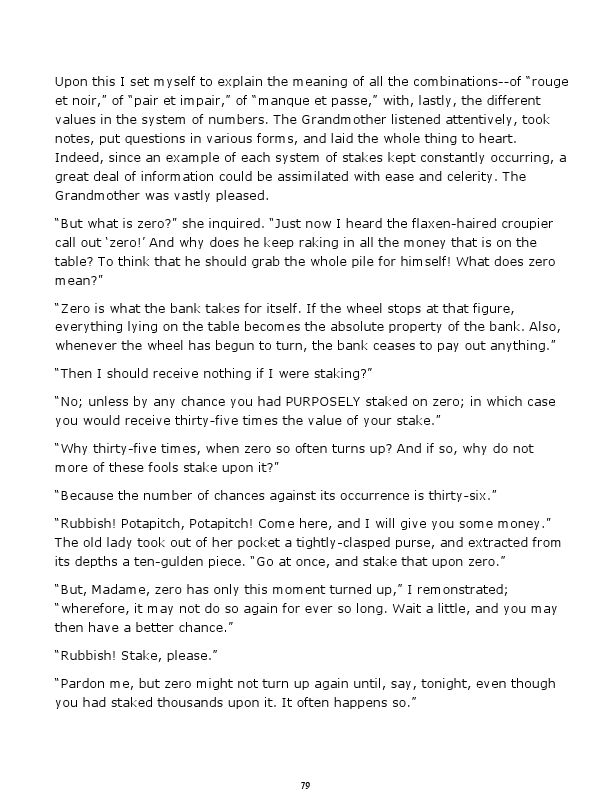 Upon this I set myself to explain the meaning of all the combinations--of “rouge
et noir,” of “pair et impair,” of “manque et passe,” with, lastly, the different
values in the system of numbers. The Grandmother listened attentively, took
notes, put questions in various forms, and laid the whole thing to heart.
Indeed, since an example of each system of stakes kept constantly occurring, a
great deal of information could be assimilated with ease and celerity. The
Grandmother was vastly pleased.
“But what is zero?” she inquired. “Just now I heard the flaxen-haired croupier
call out ‘zero!’ And why does he keep raking in all the money that is on the
table? To think that he should grab the whole pile for himself! What does zero
mean?”
“Zero is what the bank takes for itself. If the wheel stops at that figure,
everything lying on the table becomes the absolute property of the bank. Also,
whenever the wheel has begun to turn, the bank ceases to pay out anything.”
“Then I should receive nothing if I were staking?”
“No; unless by any chance you had PURPOSELY staked on zero; in which case
you would receive thirty-five times the value of your stake.”
“Why thirty-five times, when zero so often turns up? And if so, why do not
more of these fools stake upon it?”
“Because the number of chances against its occurrence is thirty-six.”
“Rubbish! Potapitch, Potapitch! Come here, and I will give you some money.”
The old lady took out of her pocket a tightly-clasped purse, and extracted from
its depths a ten-gulden piece. “Go at once, and stake that upon zero.”
“But, Madame, zero has only this moment turned up,” I remonstrated;
“wherefore, it may not do so again for ever so long. Wait a little, and you may
then have a better chance.”
“Rubbish! Stake, please.”
“Pardon me, but zero might not turn up again until, say, tonight, even though
you had staked thousands upon it. It often happens so.”
79